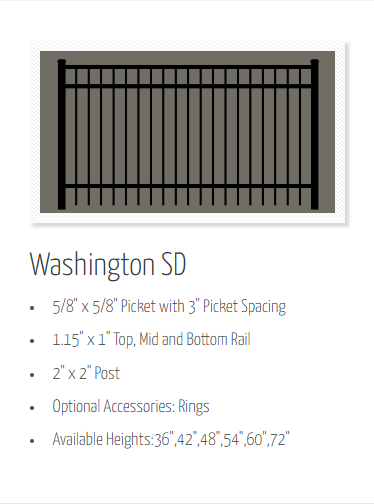 Washington SD
5/8" x 5/8" Picket with 3" Picket Spacing
1.15" x 1" Top, Mid and Bottom Rail
2" x 2" Post
Optional Accessories: Rings
Available Heights:36",42",48",54",60",72"